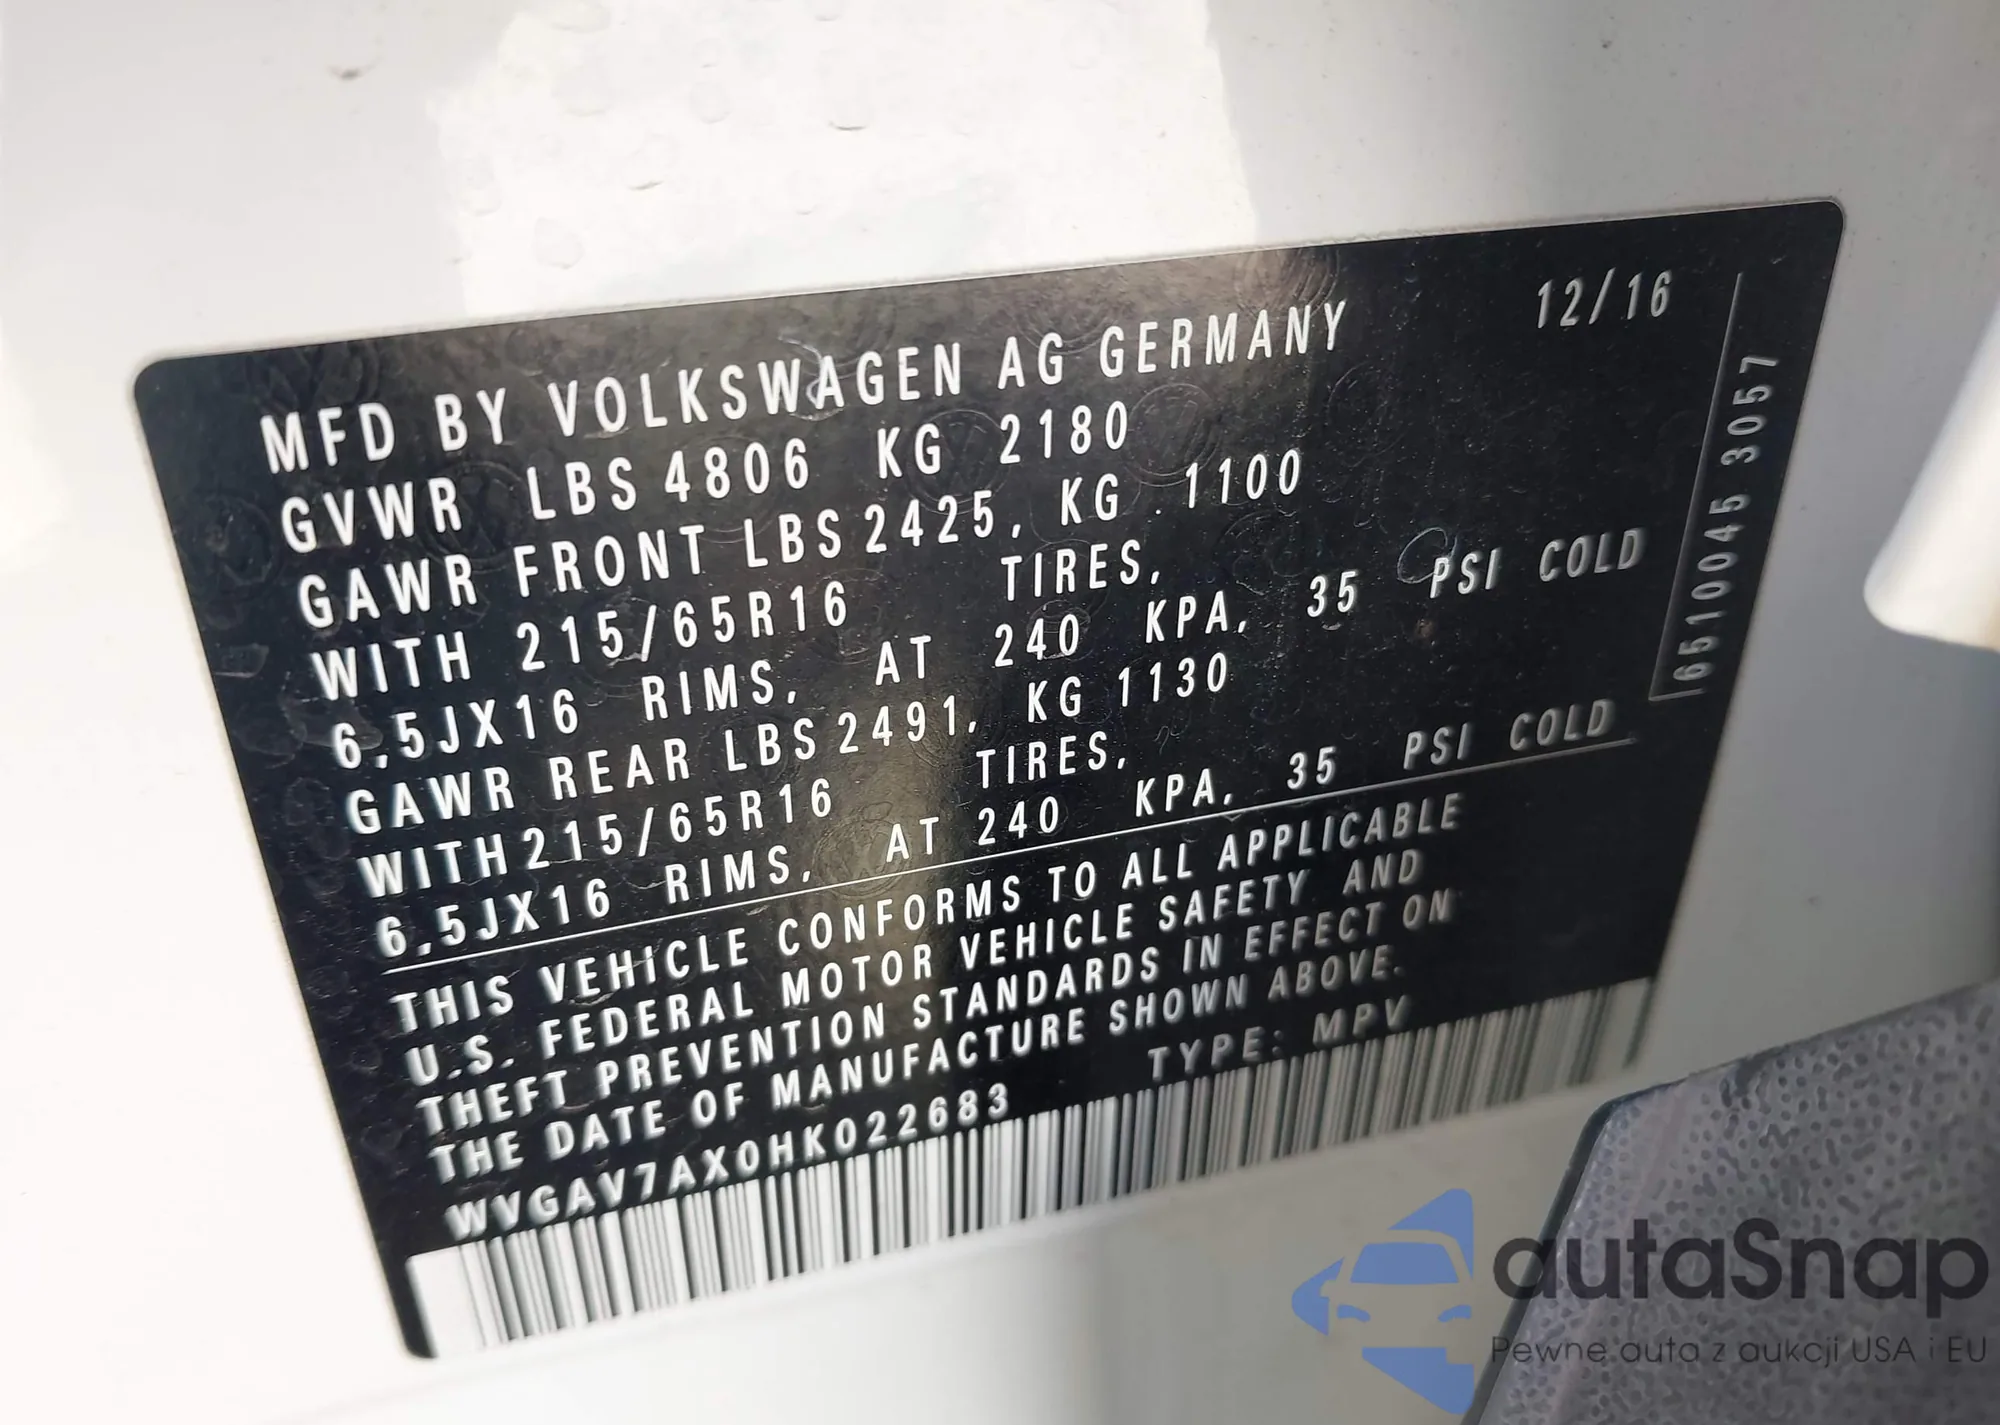 MFD BY VOLKSWAGEN AG GERMANY 12/16
GVWR LBS 4806 KG 2180
GAWR FRONT LBS 2425, KG 1100
WITH 215/65R16 TIRES,
6,5JX16 RIMS, AT 240 KPA, 35 PSI COLD
GAWR REAR LBS 2491, KG 1130
WITH 215/65R16 TIRES,
6,5JX16 RIMS, AT 240 KPA, 35 PSI COLD
THIS VEHICLE CONFORMS TO ALL APPLICABLE
U.S. FEDERAL MOTOR VEHICLE SAFETY AND
THEFT PREVENTION STANDARDS IN EFFECT ON
THE DATE OF MANUFACTURE SHOWN ABOVE.
WVGAV7AX0HK022683 TYPE: MPV
6510045 3057
autaSnap
Pewne auta z aukcji USA i EU